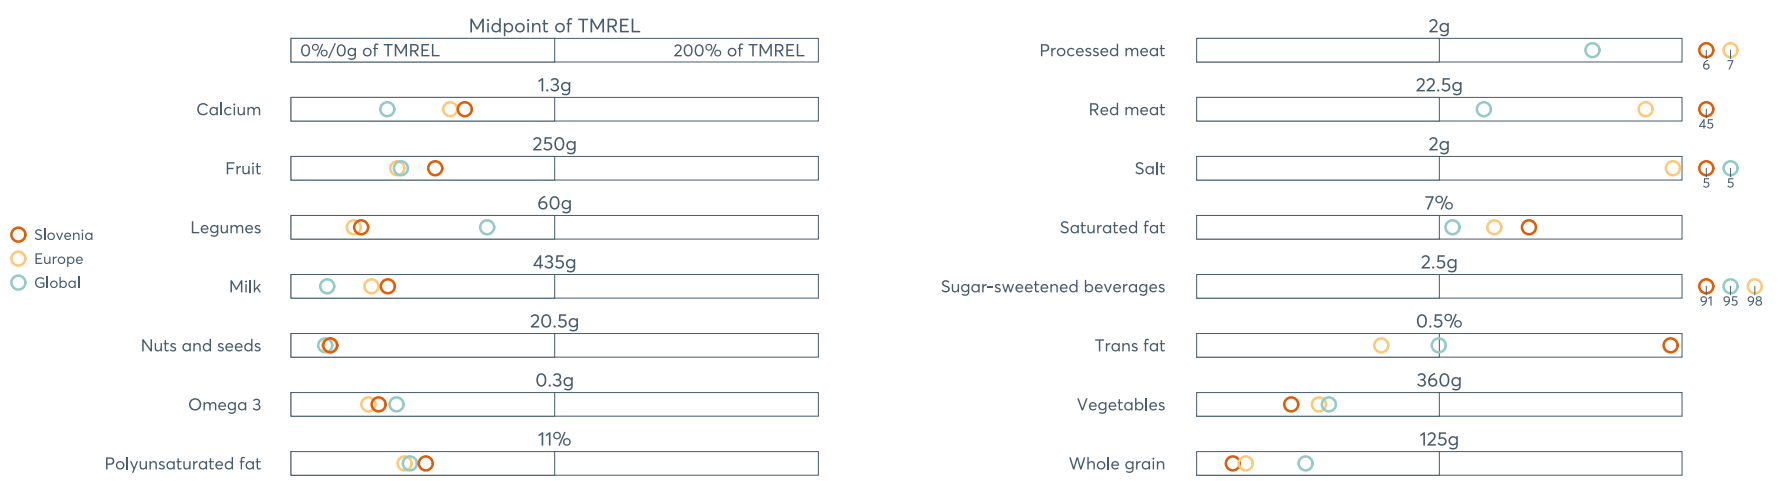 Midpoint of TMREL
0%/0g of TMREL 200% of TMREL
1.3g
Calcium
250g
Fruit
60g
Legumes
435g
Milk
20.5g
Nuts and seeds
0.3g
Omega 3
11%
Polyunsaturated fat
Slovenia
Europe
Global
2g
Processed meat
6 7
22.5g
Red meat
45
2g
Salt
5 5
7%
Saturated fat
2.5g
Sugar-sweetened beverages
91 95 98
0.5%
Trans fat
360g
Vegetables
125g
Whole grain